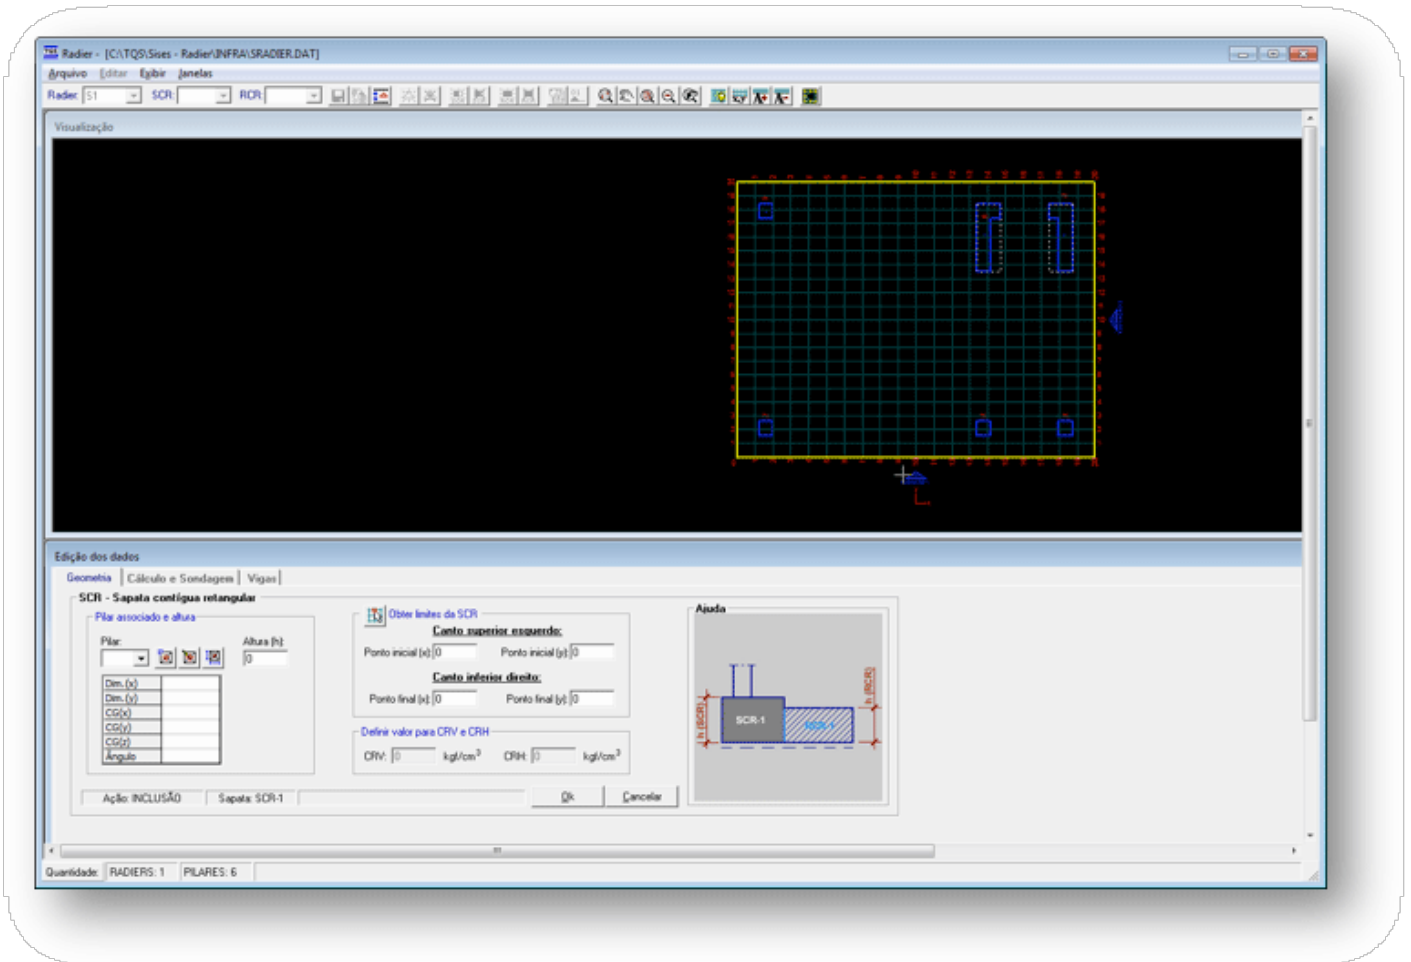 Radier - [C:\TQS\Sises - Radier\INFRA\SRADIER.DAT]
Arquivo Editar Exibir Janelas
Radier: S1 SCR: RCR:
Visualização
Edição dos dados
Geometria Cálculo e Sondagem Vigas
SCR - Sapata contígua retangular
Pilar associado e altura
Pilar:
Altura (h):
0
Dim.(x)
Dim.(y)
CG(x)
CG(y)
CG(z)
Ângulo
Obter limites da SCR
Canto superior esquerdo:
Ponto inicial (x): 0 Ponto inicial (y): 0
Canto inferior direito:
Ponto final (x): 0 Ponto final (y): 0
Definir valor para CRV e CRH
CRV: 0 kgf/cm³ CRH: 0 kgf/cm³
Ajuda
h (SCR)
SCR-1
RCR-1
h (RCR)
Ação: INCLUSÃO Sapata: SCR-1
Ok Cancelar
Quantidade: RADIERS: 1 PILARES: 6